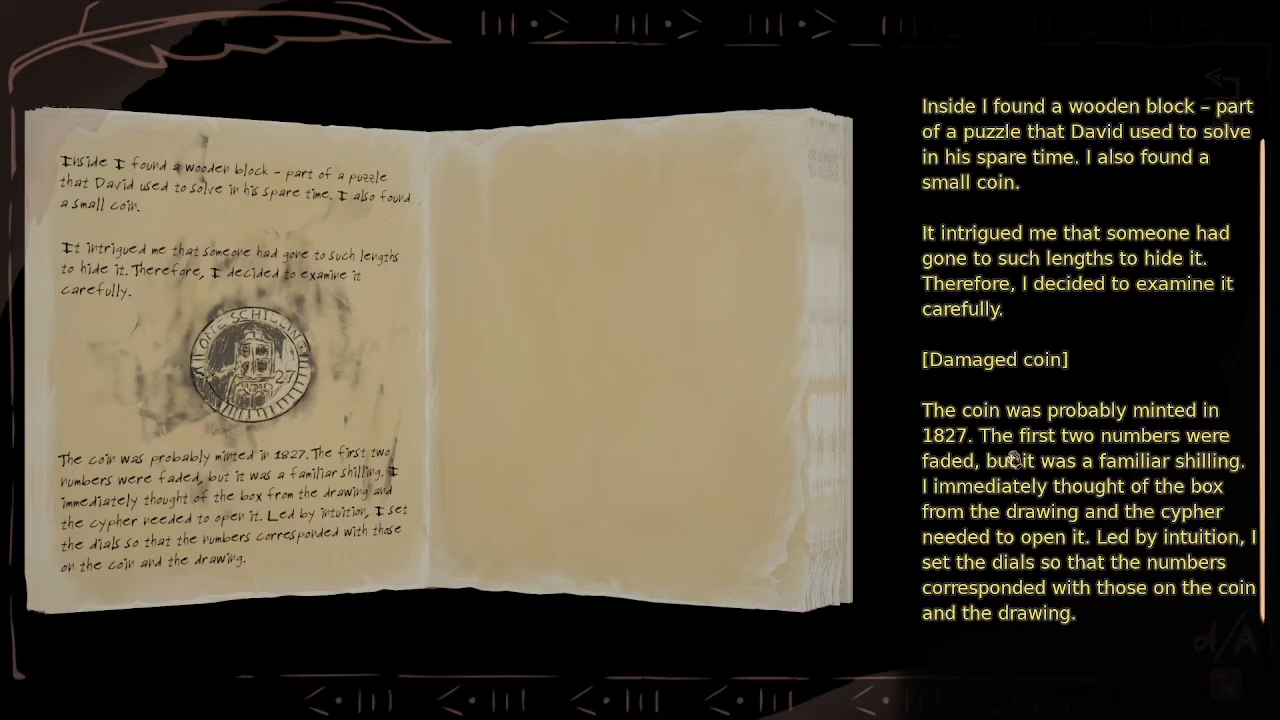 Inside I found a wooden block – part of a puzzle
that David used to solve in his spare time. I also found
a small coin.
It intrigued me that someone had gone to such lengths
to hide it. Therefore, I decided to examine it
carefully.
ONE SCHILLING
27
The coin was probably minted in 1827. The first two
numbers were faded, but it was a familiar shilling. I
immediately thought of the box from the drawing and
the cypher needed to open it. Led by intuition, I set
the dials so that the numbers corresponded with those
on the coin and the drawing.
Inside I found a wooden block – part
of a puzzle that David used to solve
in his spare time. I also found a
small coin.
It intrigued me that someone had
gone to such lengths to hide it.
Therefore, I decided to examine it
carefully.
[Damaged coin]
The coin was probably minted in
1827. The first two numbers were
faded, but it was a familiar shilling.
I immediately thought of the box
from the drawing and the cypher
needed to open it. Led by intuition, I
set the dials so that the numbers
corresponded with those on the coin
and the drawing.